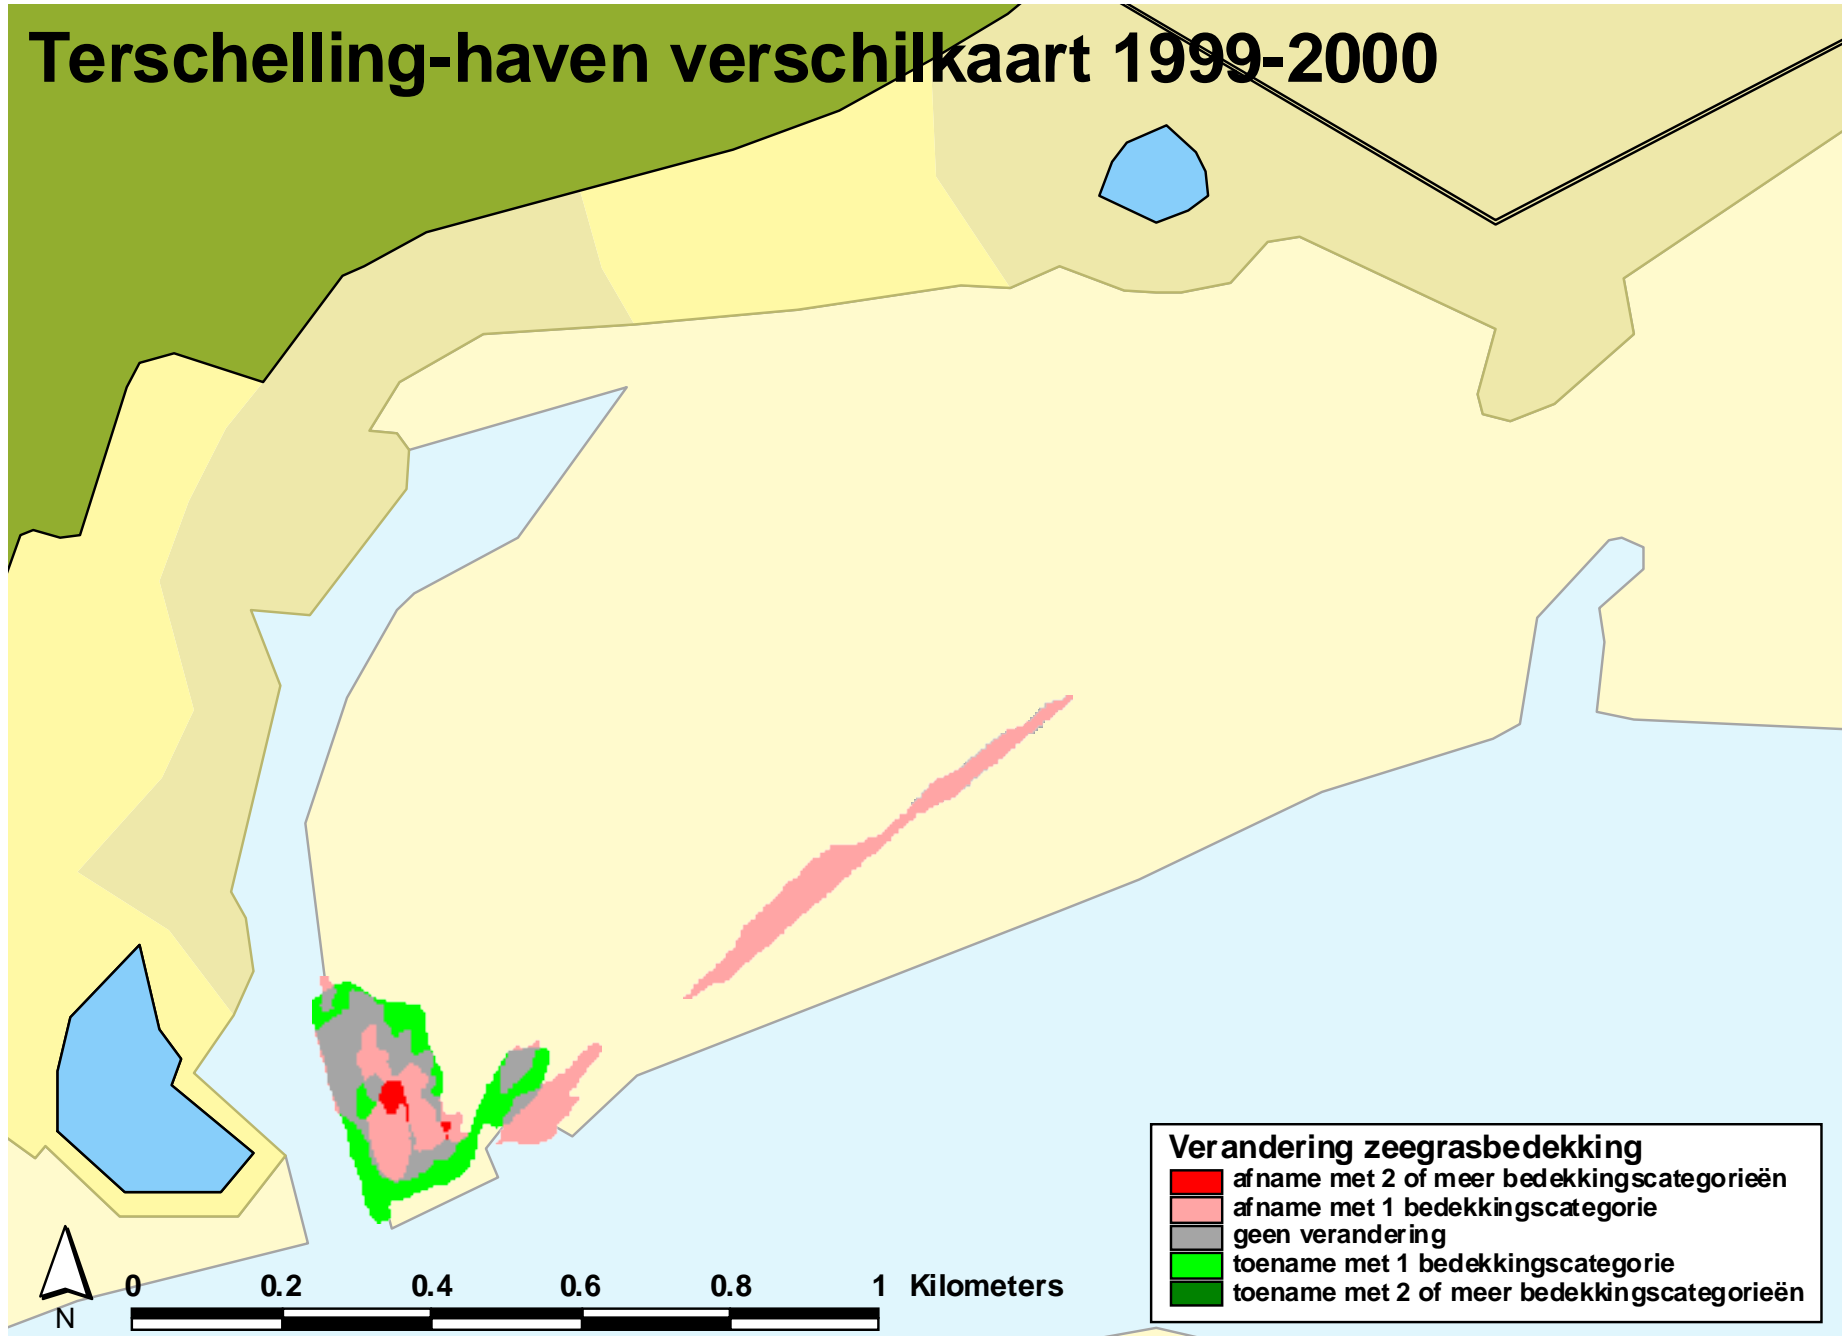 Terschelling-haven verschilkaart 1999-2000
Verandering zeegrasbedekking
afname met 2 of meer bedekkingscategorieën
afname met 1 bedekkingscategorie
geen verandering
toename met 1 bedekkingscategorie
toename met 2 of meer bedekkingscategorieën
0 0.2 0.4 0.6 0.8 1 Kilometers
N